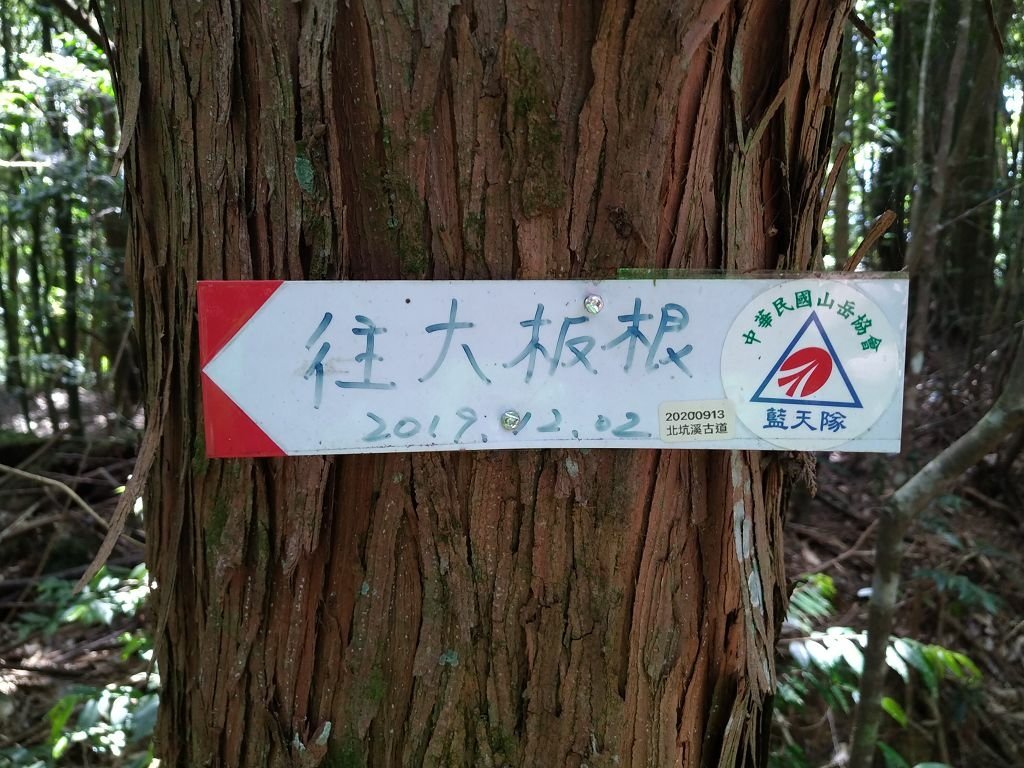 往大板根
2019.12.02
20200913
北坑溪古道
中華民國山岳協會
藍天隊